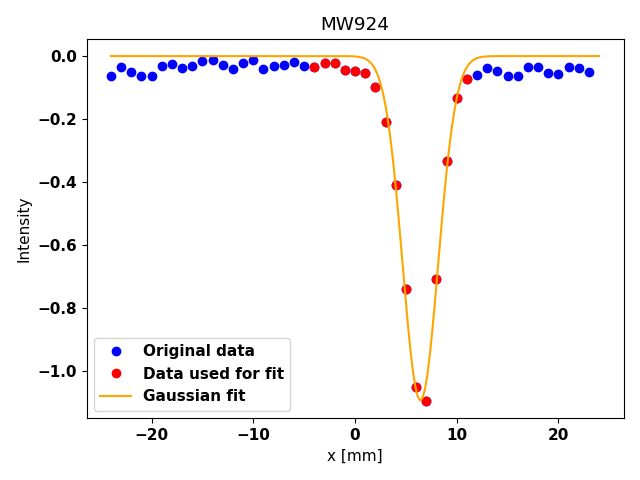 MW924
0.0
−0.2
−0.4
−0.6
−0.8
−1.0
Intensity
Original data
Data used for fit
Gaussian fit
−20
−10
0
10
20
x [mm]